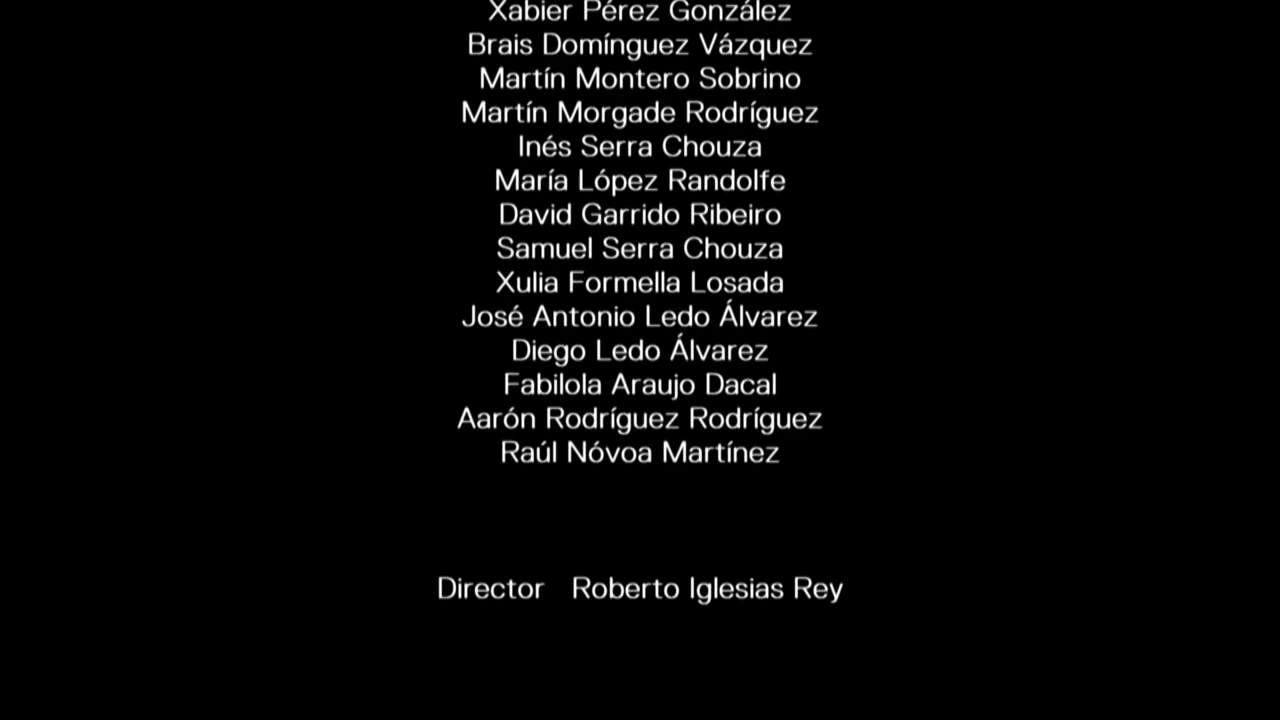 Xabier Pérez González
Brais Domínguez Vázquez
Martín Montero Sobrino
Martín Morgade Rodríguez
Inés Serra Chouza
María López Randolfe
David Garrido Ribeiro
Samuel Serra Chouza
Xulia Formella Losada
José Antonio Ledo Álvarez
Diego Ledo Álvarez
Fabilola Araujo Dacal
Aarón Rodríguez Rodríguez
Raúl Nóvoa Martínez
Director Roberto Iglesias Rey